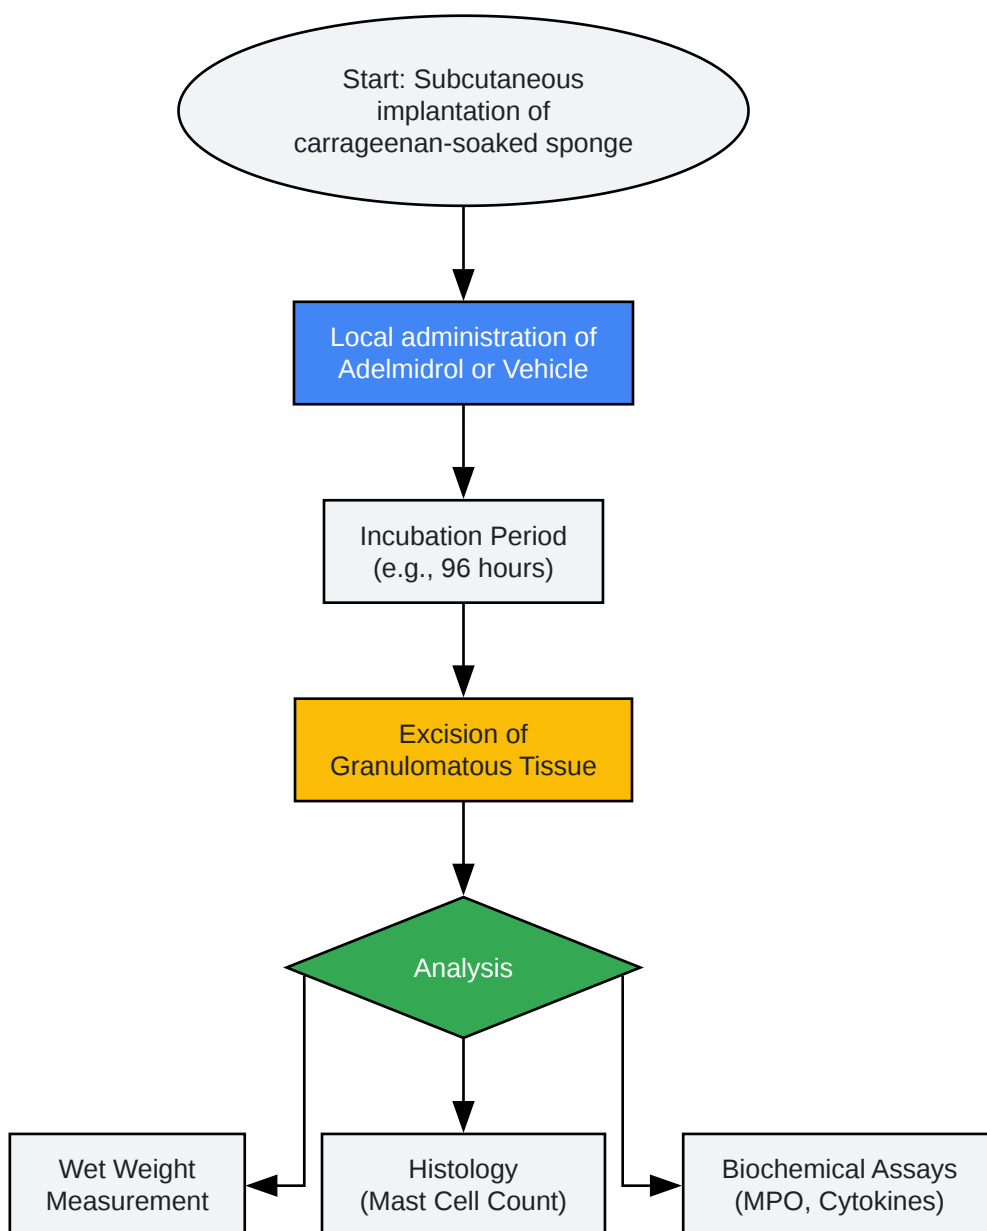 Start: Subcutaneous
implantation of
carrageenan-soaked sponge
Local administration of
Adelmidrol or Vehicle
Incubation Period
(e.g., 96 hours)
Excision of
Granulomatous Tissue
Analysis
Wet Weight
Measurement
Histology
(Mast Cell Count)
Biochemical Assays
(MPO, Cytokines)